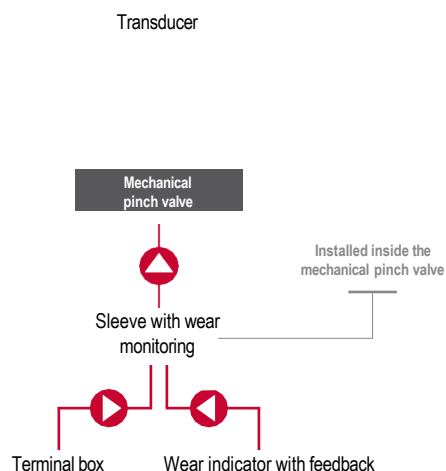 Transducer
Mechanical
pinch valve
Installed inside the
mechanical pinch valve
Sleeve with wear
monitoring
Terminal box
Wear indicator with feedback